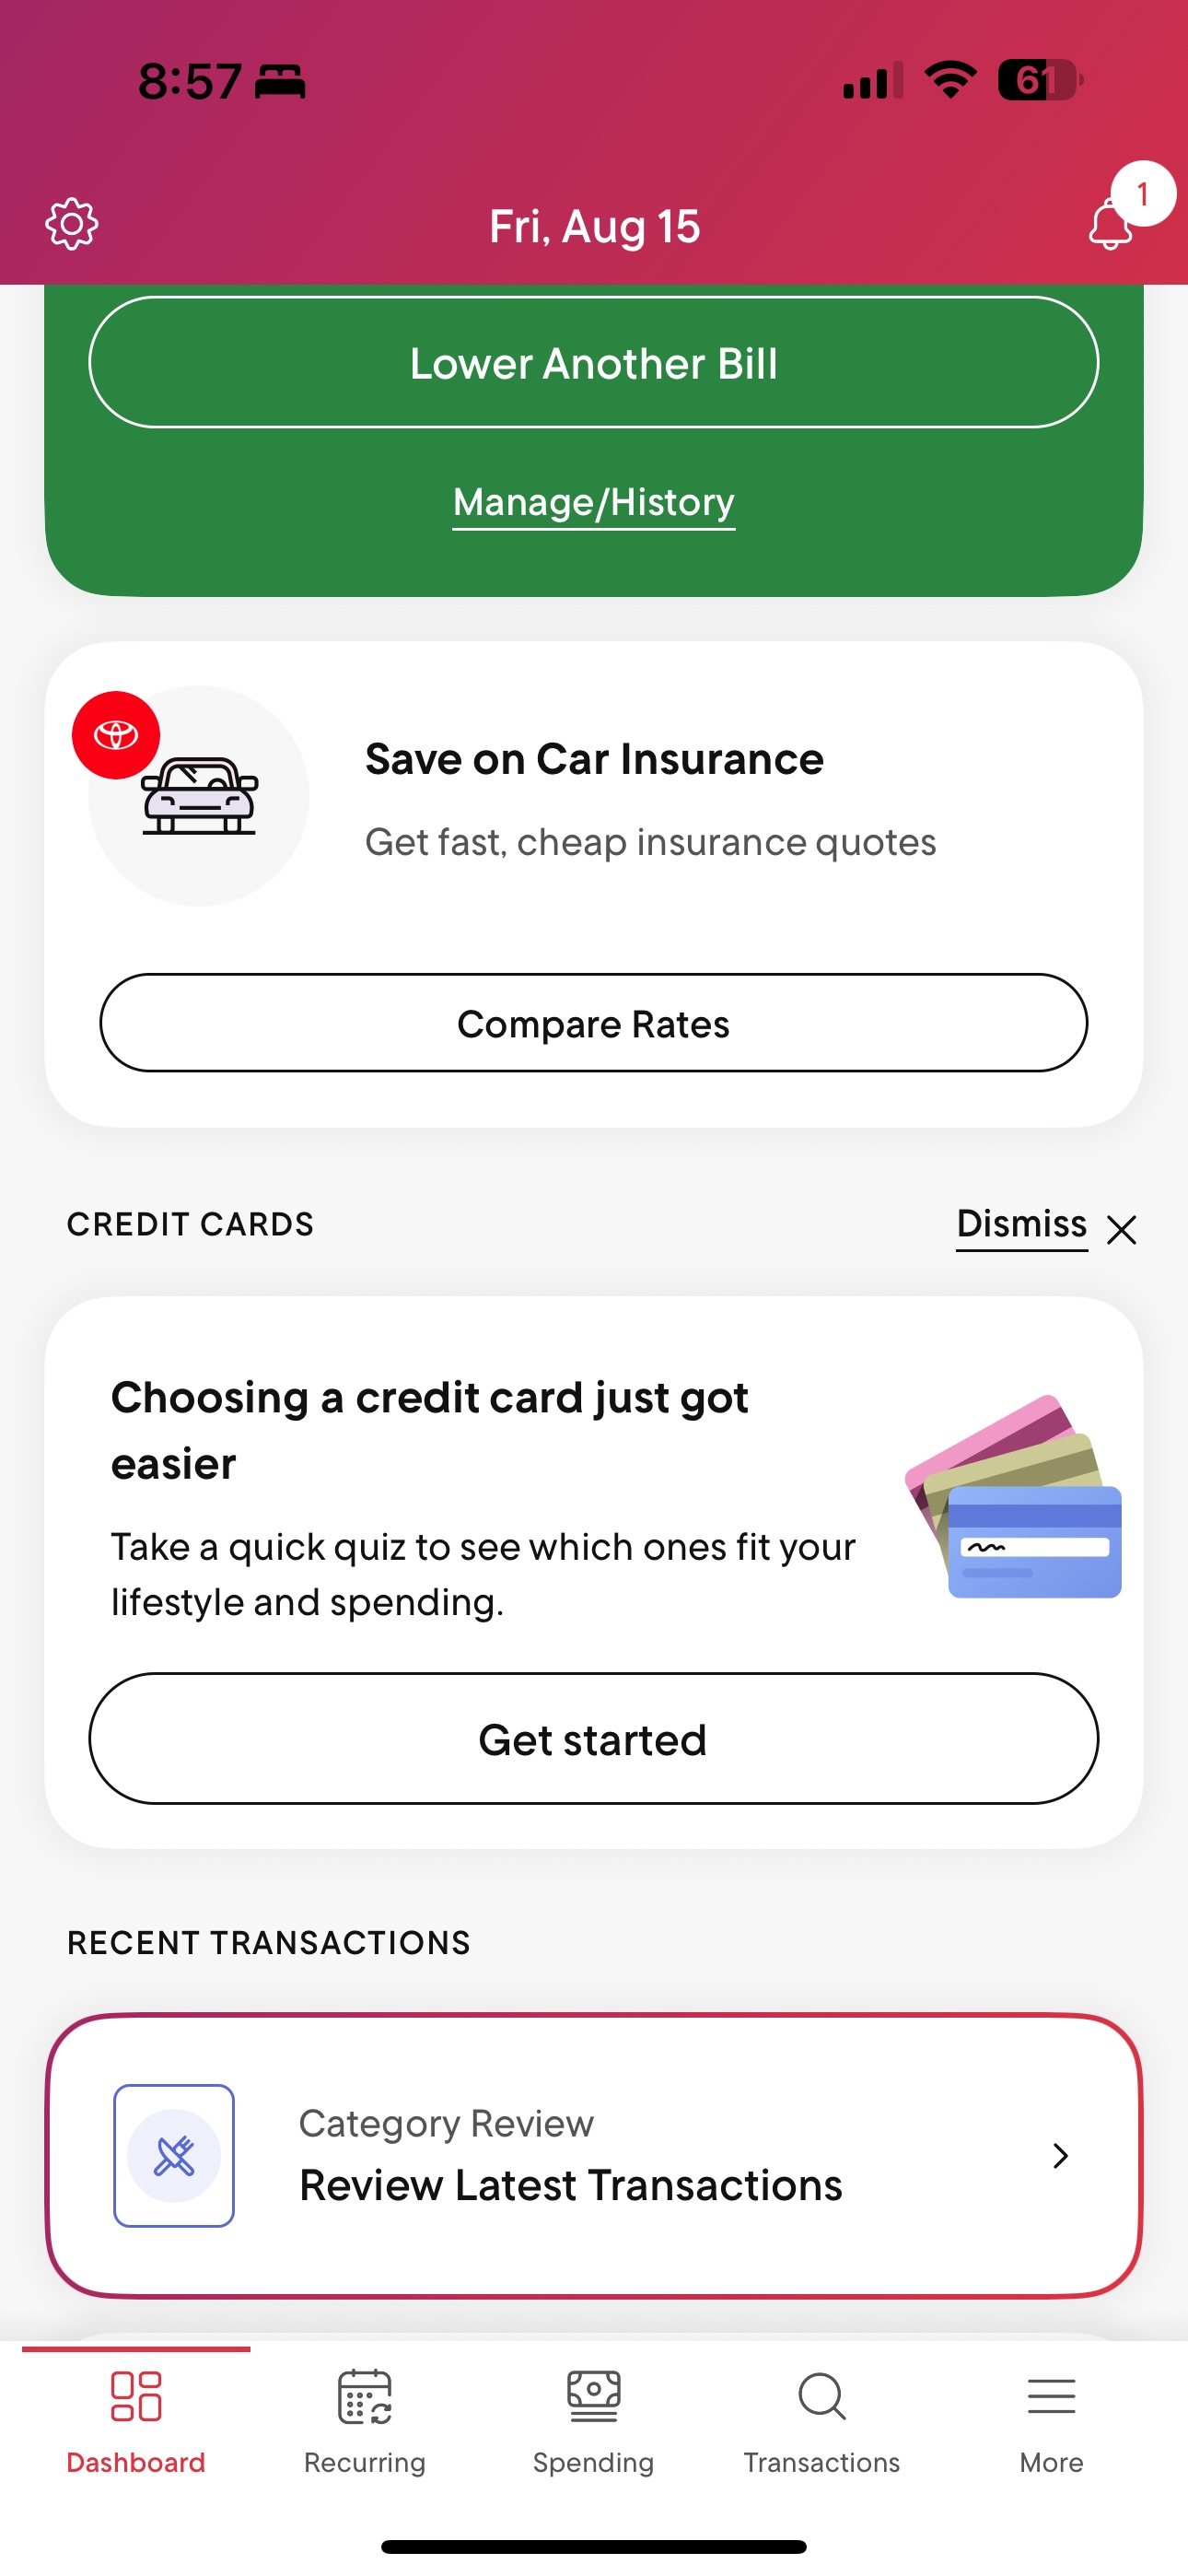 8:57
61
1
Fri, Aug 15
Lower Another Bill
Manage/History
Save on Car Insurance
Get fast, cheap insurance quotes
Compare Rates
CREDIT CARDS
Dismiss
Choosing a credit card just got
easier
Take a quick quiz to see which ones fit your
lifestyle and spending.
Get started
RECENT TRANSACTIONS
Category Review
Review Latest Transactions
Dashboard
Recurring
Spending
Transactions
More